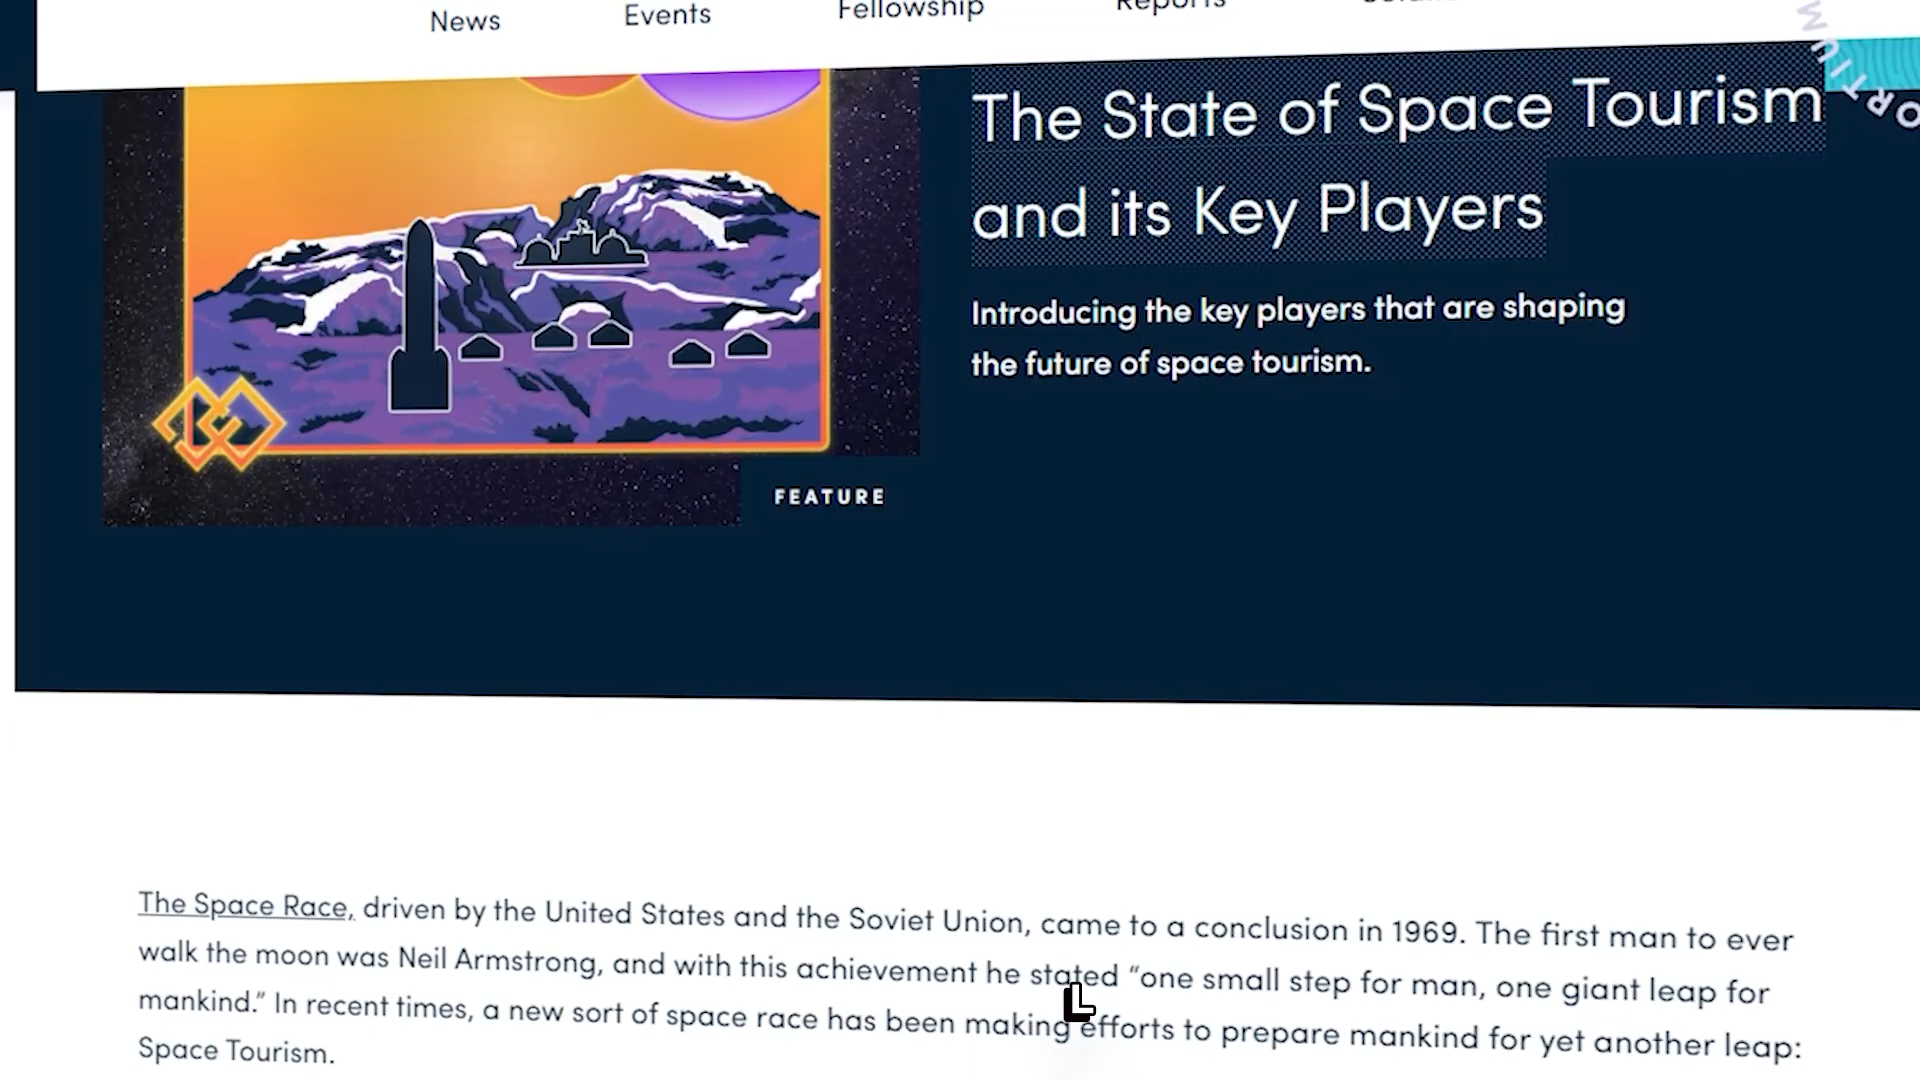 News Events Fellowship Reports
The State of Space Tourism
and its Key Players
Introducing the key players that are shaping
the future of space tourism.
FEATURE
The Space Race, driven by the United States and the Soviet Union, came to a conclusion in 1969. The first man to ever
walk the moon was Neil Armstrong, and with this achievement he stated “one small step for man, one giant leap for
mankind.” In recent times, a new sort of space race has been making efforts to prepare mankind for yet another leap:
Space Tourism.